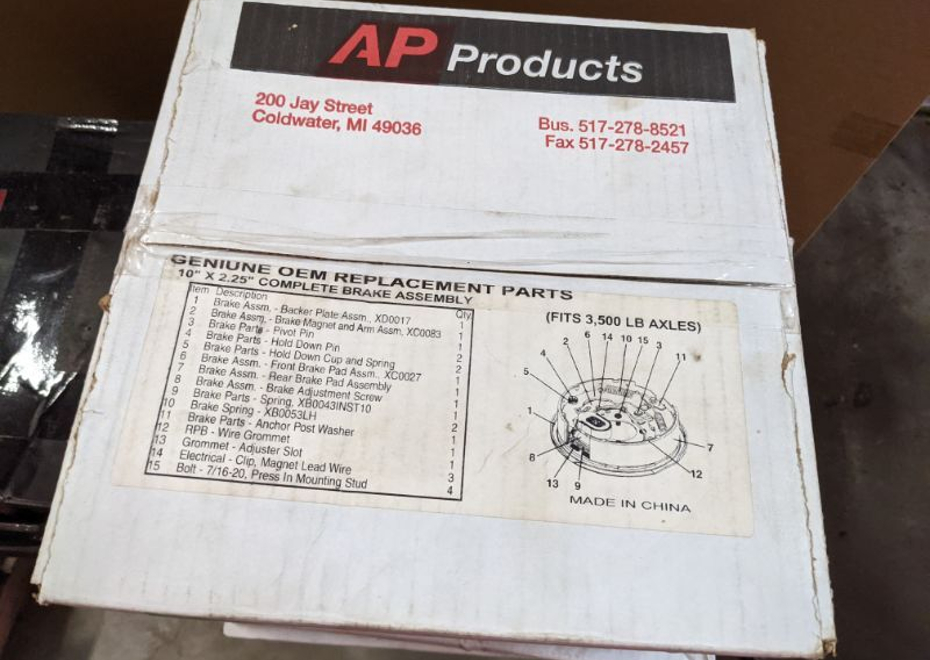 AP Products
200 Jay Street
Coldwater, MI 49036
Bus. 517-278-8521
Fax 517-278-2457
GENIUNE OEM REPLACEMENT PARTS
10" X 2.25" COMPLETE BRAKE ASSEMBLY
Item Description Qty
1 Brake Assm. - Backer Plate Assm., XD0017 1
2 Brake Assm. - Brake Magnet and Arm Assm. XC0083 1
3 Brake Parts - Pivot Pin 1
4 Brake Parts - Hold Down Pin 2
5 Brake Parts - Hold Down Cup and Spring 2
6 Brake Assm. - Front Brake Pad Assm., XC0027 1
7 Brake Assm. - Rear Brake Pad Assembly 1
8 Brake Assm. - Brake Adjustment Screw 1
9 Brake Parts - Spring, XB0043INST10 1
10 Brake Spring - XB0053LH 1
11 Brake Parts - Anchor Post Washer 1
12 RPB - Wire Grommet 1
13 Grommet - Adjuster Slot 1
14 Electrical - Clip, Magnet Lead Wire 3
15 Bolt - 7/16-20, Press In Mounting Stud 4
(FITS 3,500 LB AXLES)
6 14 10 15 3
2
4 11
5
1
7
8
12
13 9
MADE IN CHINA